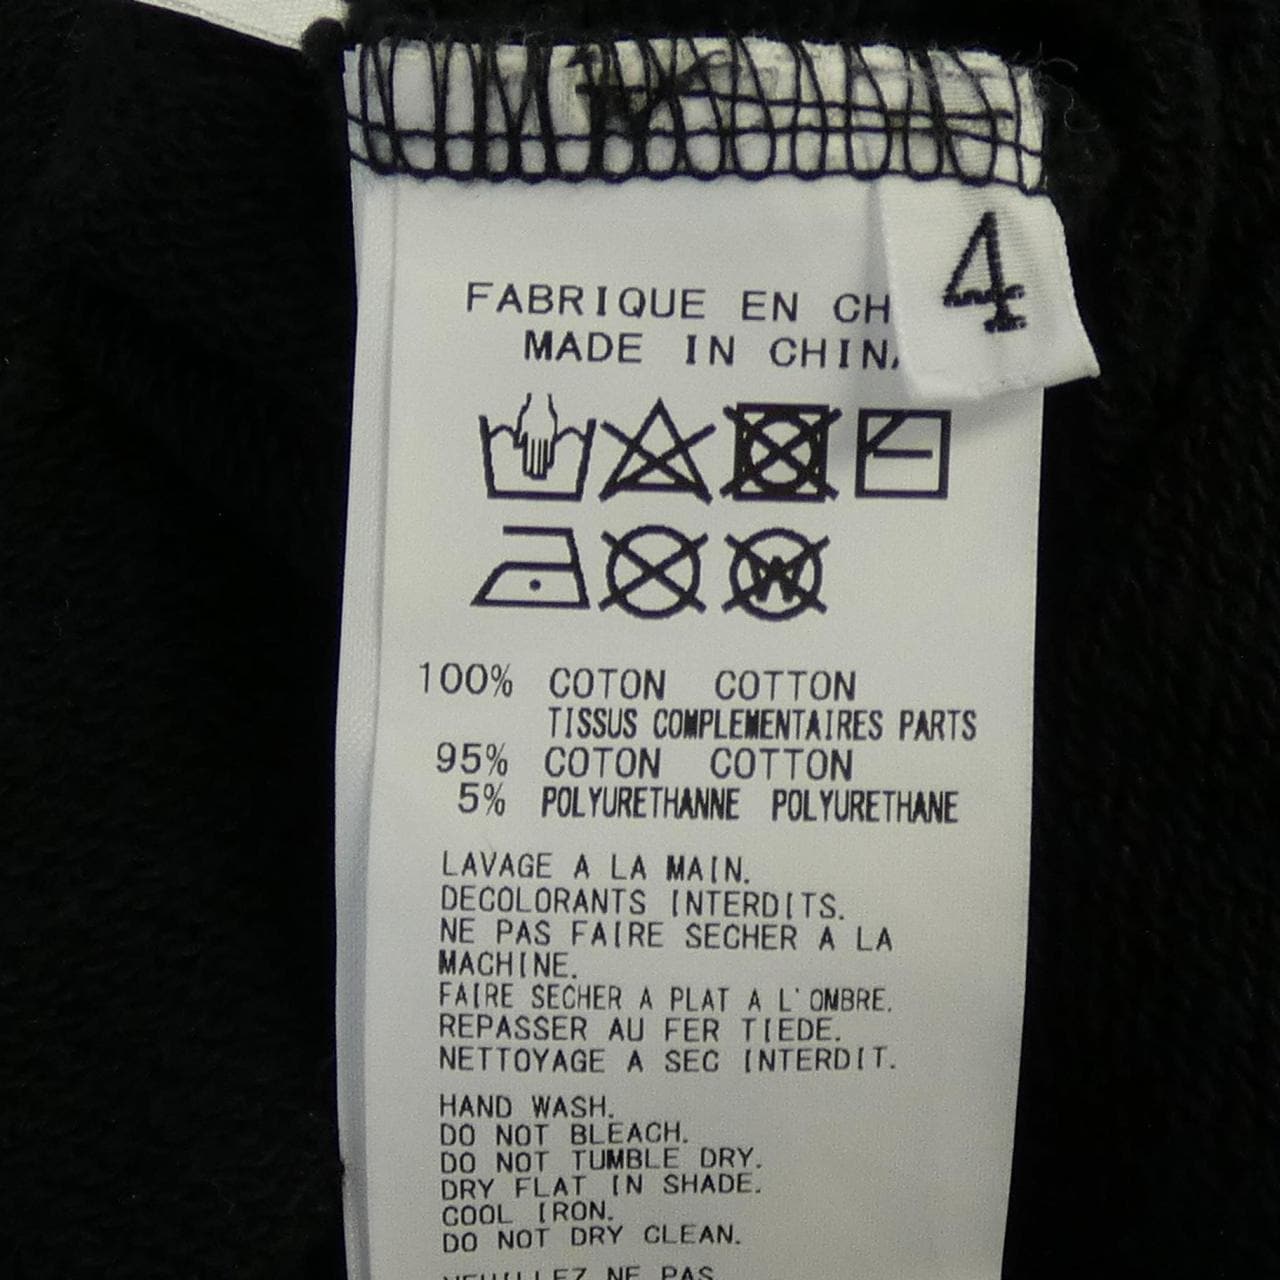 4
FABRIQUE EN CH
MADE IN CHINA
W
100% COTON COTTON
TISSUS COMPLEMENTAIRES PARTS
95% COTON COTTON
5% POLYURETHANNE POLYURETHANE
LAVAGE A LA MAIN.
DECOLORANTS INTERDITS.
NE PAS FAIRE SECHER A LA
MACHINE.
FAIRE SECHER A PLAT A L'OMBRE.
REPASSER AU FER TIEDE.
NETTOYAGE A SEC INTERDIT.
HAND WASH.
DO NOT BLEACH.
DO NOT TUMBLE DRY.
DRY FLAT IN SHADE.
COOL IRON.
DO NOT DRY CLEAN.
VEUILLEZ NE PAS